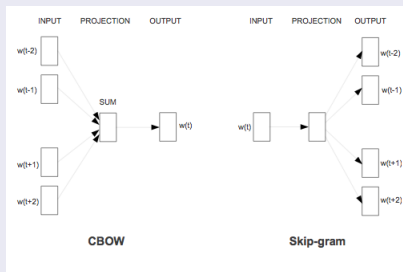 INPUT PROJECTION OUTPUT
w(t-2)
w(t-1)
SUM
w(t)
w(t+1)
w(t+2)
CBOW
INPUT PROJECTION OUTPUT
w(t-2)
w(t-1)
w(t)
w(t+1)
w(t+2)
Skip-gram